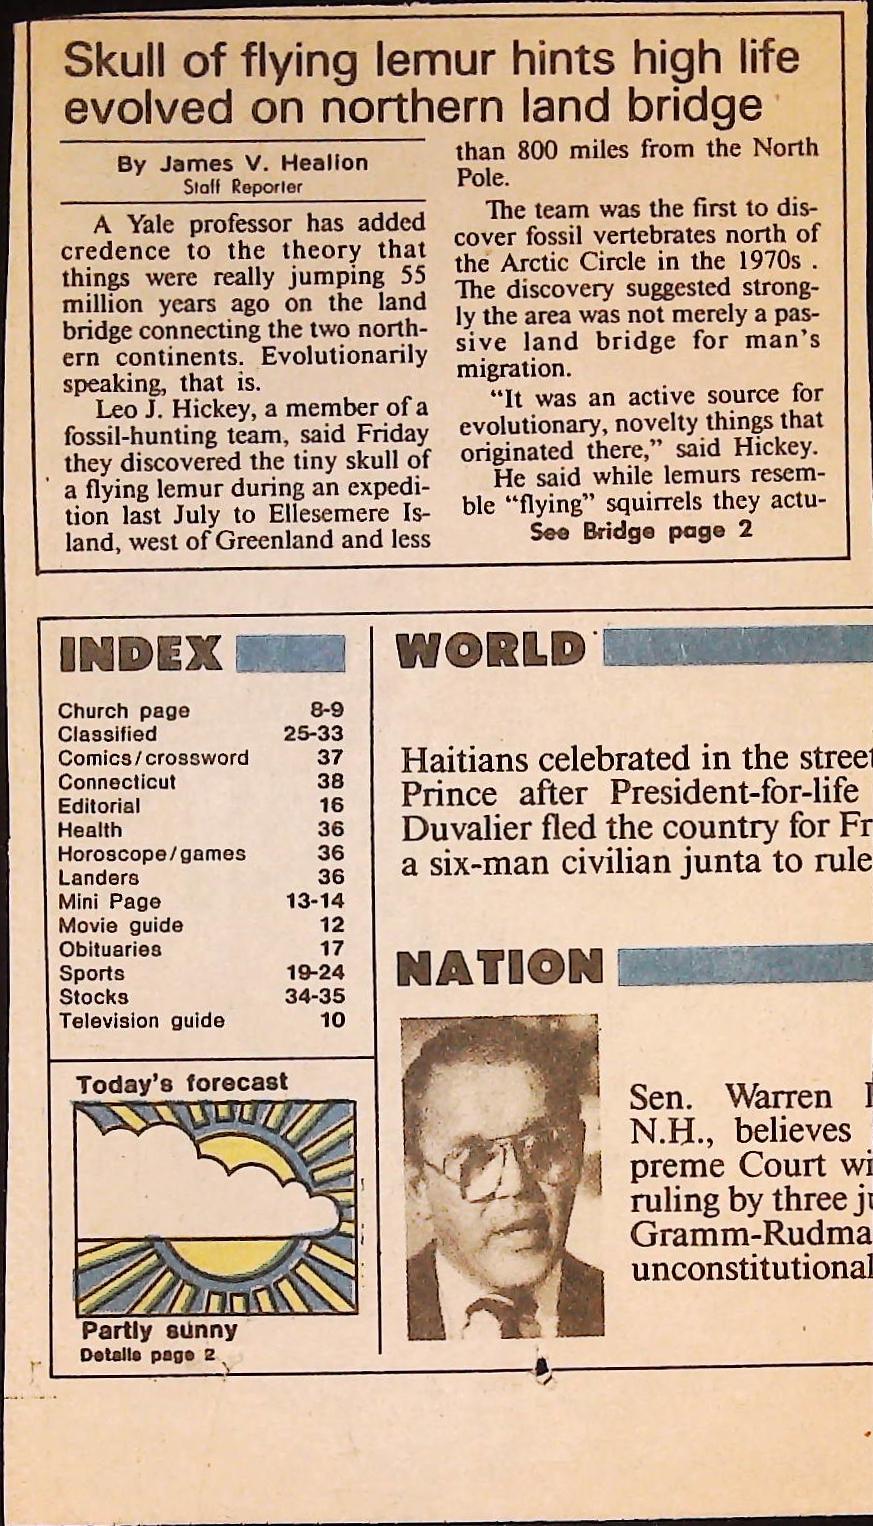 Skull of flying lemur hints high life
evolved on northern land bridge
By James V. Healion
Staff Reporter
A Yale professor has added
credence to the theory that
things were really jumping 55
million years ago on the land
bridge connecting the two north-
ern continents. Evolutionarily
speaking, that is.
Leo J. Hickey, a member of a
fossil-hunting team, said Friday
they discovered the tiny skull of
a flying lemur during an expedi-
tion last July to Ellesemere Is-
land, west of Greenland and less
than 800 miles from the North
Pole.
The team was the first to dis-
cover fossil vertebrates north of
the Arctic Circle in the 1970s .
The discovery suggested strong-
ly the area was not merely a pas-
sive land bridge for man's
migration.
"It was an active source for
evolutionary, novelty things that
originated there," said Hickey.
He said while lemurs resem-
ble "flying" squirrels they actu-
See Bridge page 2
INDEX
Church page 8-9
Classified 25-33
Comics/crossword 37
Connecticut 38
Editorial 16
Health 36
Horoscope/games 36
Landers 36
Mini Page 13-14
Movie guide 12
Obituaries 17
Sports 19-24
Stocks 34-35
Television guide 10
Today's forecast
Partly sunny
Details page 2
WORLD
Haitians celebrated in the street
Prince after President-for-life
Duvalier fled the country for Fr
a six-man civilian junta to rule
NATION
Sen. Warren
N.H., believes
preme Court wi
ruling by three ju
Gramm-Rudma
unconstitutional